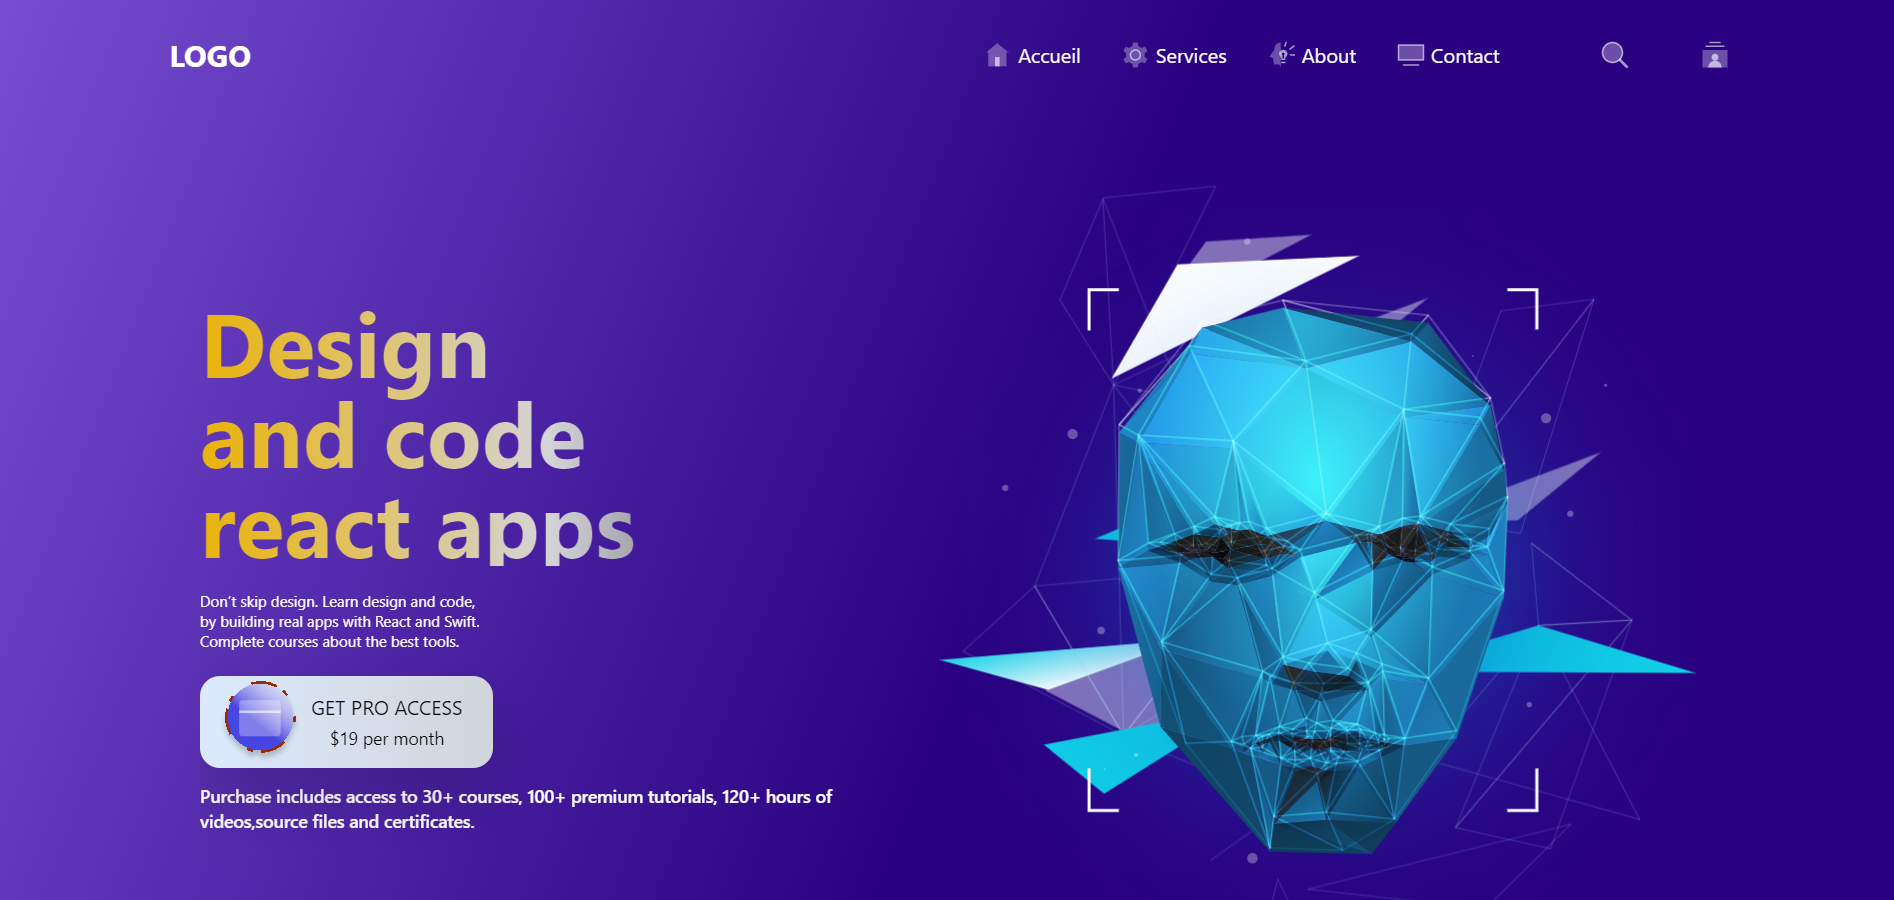 LOGO
Accueil
Services
About
Contact
Design
and code
react apps
Don’t skip design. Learn design and code,
by building real apps with React and Swift.
Complete courses about the best tools.
GET PRO ACCESS
$19 per month
Purchase includes access to 30+ courses, 100+ premium tutorials, 120+ hours of
videos,source files and certificates.